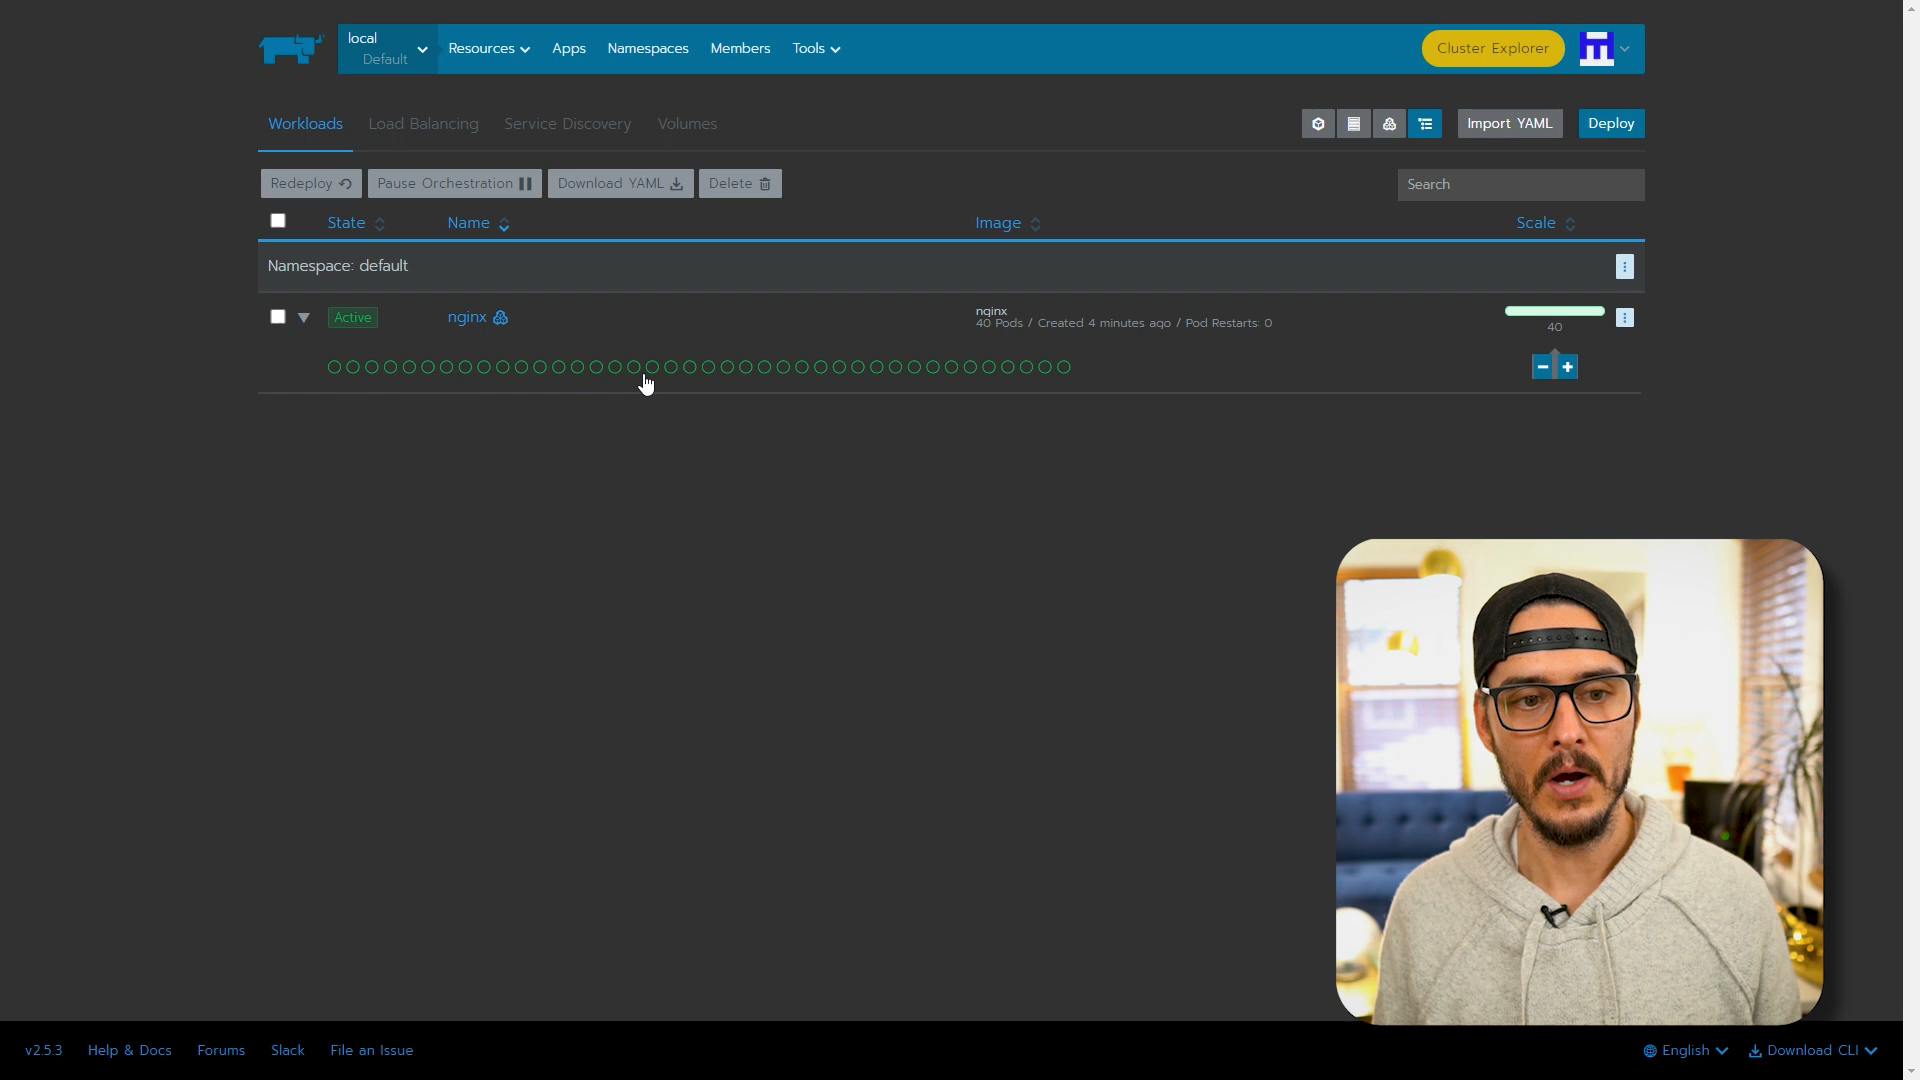 local
Default
Resources
Apps
Namespaces
Members
Tools
Cluster Explorer
Workloads
Load Balancing
Service Discovery
Volumes
Import YAML
Deploy
Redeploy
Pause Orchestration
Download YAML
Delete
Search
State
Name
Image
Scale
Namespace: default
Active
nginx
nginx
40 Pods / Created 4 minutes ago / Pod Restarts: 0
40
v2.5.3
Help & Docs
Forums
Slack
File an Issue
English
Download CLI